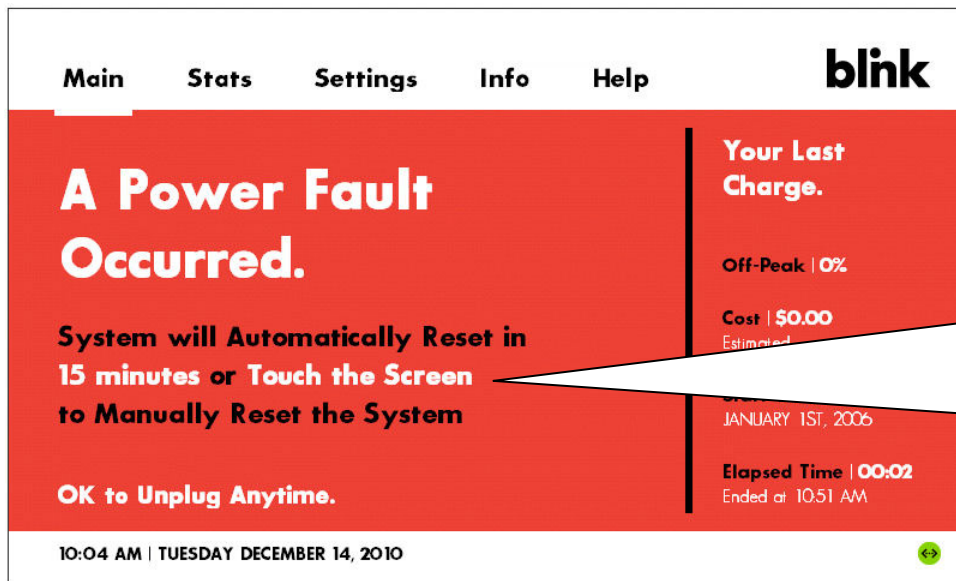 Main Stats Settings Info Help blink
A Power Fault
Occurred.
System will Automatically Reset in
15 minutes or Touch the Screen
to Manually Reset the System
OK to Unplug Anytime.
Your Last
Charge.
Off-Peak | 0%
Cost | $0.00
Estimated
JANUARY 1ST, 2006
Elapsed Time | 00:02
Ended at 10:51 AM
10:04 AM | TUESDAY DECEMBER 14, 2010